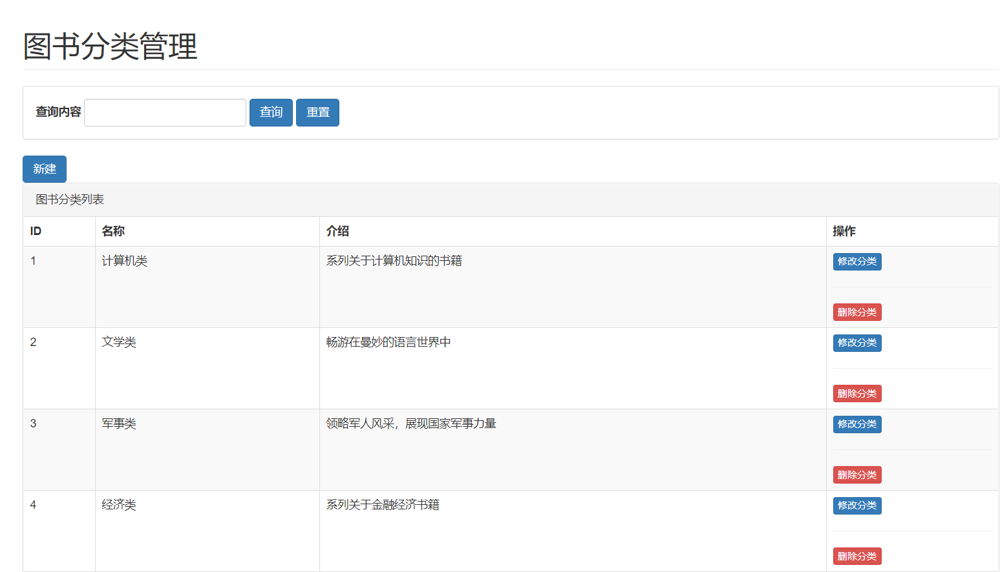 图书分类管理
查询内容 查询 重置
新建
图书分类列表
ID 名称 介绍 操作
1 计算机类 系列关于计算机知识的书籍 修改分类
删除分类
2 文学类 畅游在曼妙的语言世界中 修改分类
删除分类
3 军事类 领略军人风采，展现国家军事力量 修改分类
删除分类
4 经济类 系列关于金融经济书籍 修改分类
删除分类